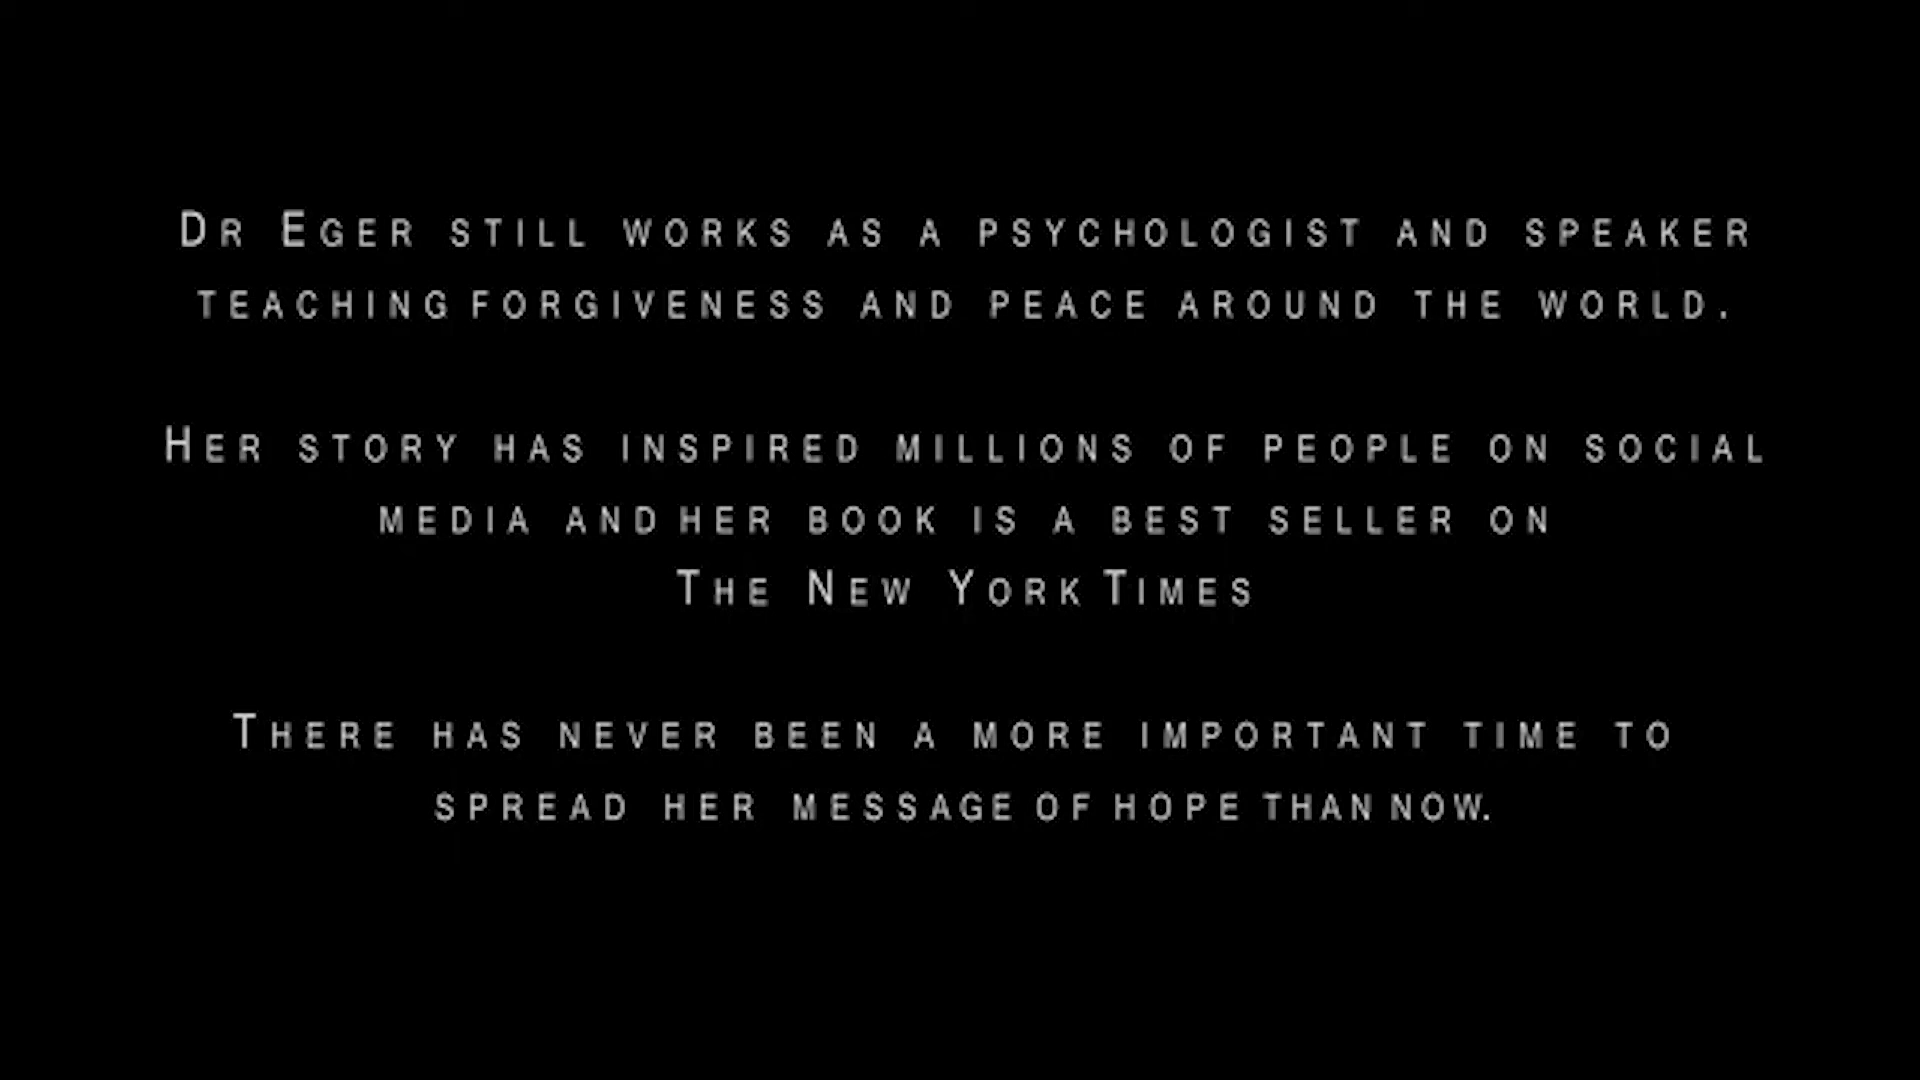 Dr Eger still works as a psychologist and speaker
teaching forgiveness and peace around the world.
Her story has inspired millions of people on social
media and her book is a best seller on
The New York Times
There has never been a more important time to
spread her message of hope than now.